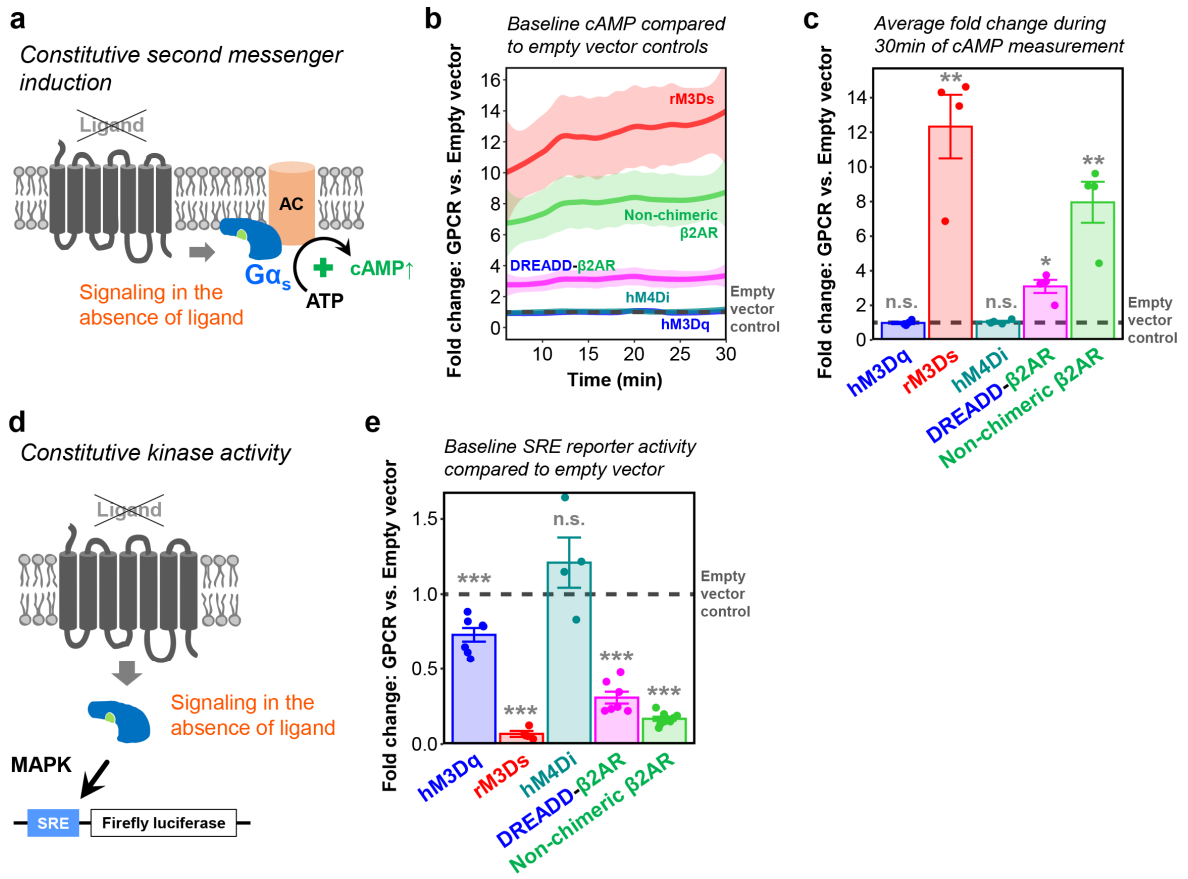 a
Constitutive second messenger
induction
Ligand
AC
Gαs
cAMP↑
ATP
Signaling in the
absence of ligand
b
Baseline cAMP compared
to empty vector controls
Fold change: GPCR vs. Empty vector
16
14
12
10
8
6
4
2
0
rM3Ds
Non-chimeric
β2AR
DREADD-β2AR
hM4Di
hM3Dq
Empty
vector
control
10
15
20
25
30
Time (min)
c
Average fold change during
30min of cAMP measurement
Fold change: GPCR vs. Empty vector
14
12
10
8
6
4
2
0
n.s.
**
n.s.
*
**
Empty
vector
control
hM3Dq
rM3Ds
hM4Di
DREADD-β2AR
Non-chimeric β2AR
d
Constitutive kinase activity
Ligand
Signaling in the
absence of ligand
MAPK
SRE
Firefly luciferase
e
Baseline SRE reporter activity
compared to empty vector
Fold change: GPCR vs. Empty vector
1.5
1.0
0.5
0.0
***
***
n.s.
***
***
Empty
vector
control
hM3Dq
rM3Ds
hM4Di
DREADD-β2AR
Non-chimeric β2AR